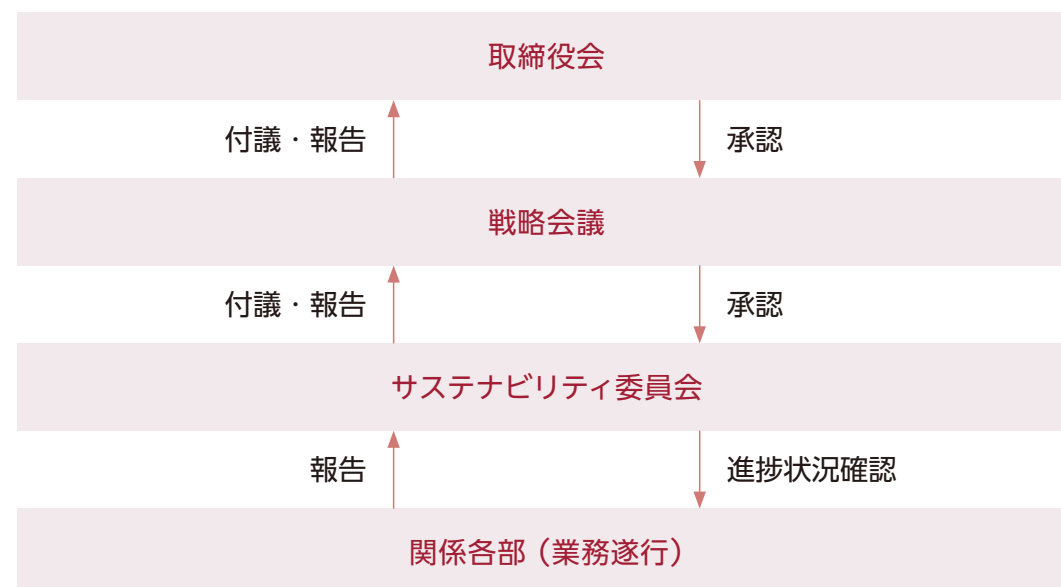 取締役会
付議・報告
承認
戦略会議
付議・報告
承認
サステナビリティ委員会
報告
進捗状況確認
関係各部（業務遂行）